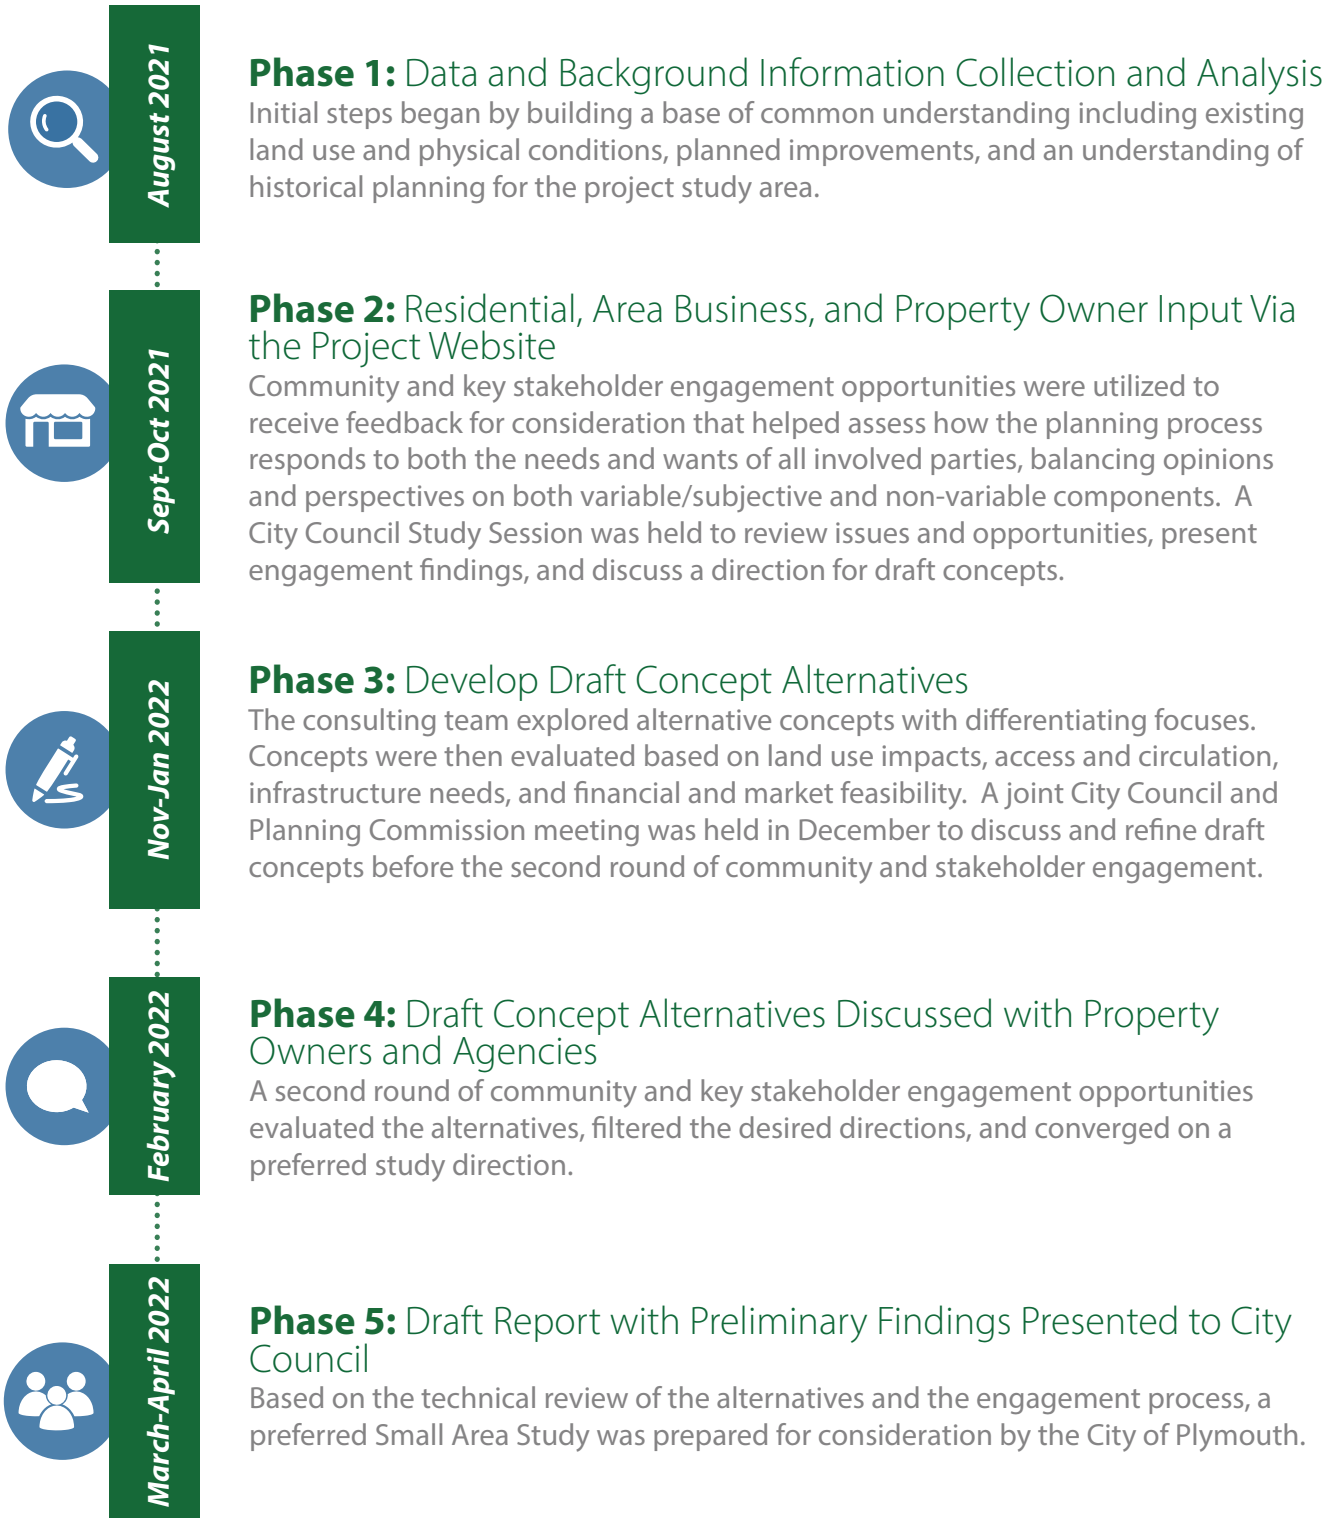 August 2021
Phase 1: Data and Background Information Collection and Analysis
Initial steps began by building a base of common understanding including existing
land use and physical conditions, planned improvements, and an understanding of
historical planning for the project study area.
Sept-Oct 2021
Phase 2: Residential, Area Business, and Property Owner Input Via
the Project Website
Community and key stakeholder engagement opportunities were utilized to
receive feedback for consideration that helped assess how the planning process
responds to both the needs and wants of all involved parties, balancing opinions
and perspectives on both variable/subjective and non-variable components.  A
City Council Study Session was held to review issues and opportunities, present
engagement findings, and discuss a direction for draft concepts.
Nov-Jan 2022
Phase 3: Develop Draft Concept Alternatives
The consulting team explored alternative concepts with differentiating focuses.
Concepts were then evaluated based on land use impacts, access and circulation,
infrastructure needs, and financial and market feasibility.  A joint City Council and
Planning Commission meeting was held in December to discuss and refine draft
concepts before the second round of community and stakeholder engagement.
February 2022
Phase 4: Draft Concept Alternatives Discussed with Property
Owners and Agencies
A second round of community and key stakeholder engagement opportunities
evaluated the alternatives, filtered the desired directions, and converged on a
preferred study direction.
March-April 2022
Phase 5: Draft Report with Preliminary Findings Presented to City
Council
Based on the technical review of the alternatives and the engagement process, a
preferred Small Area Study was prepared for consideration by the City of Plymouth.